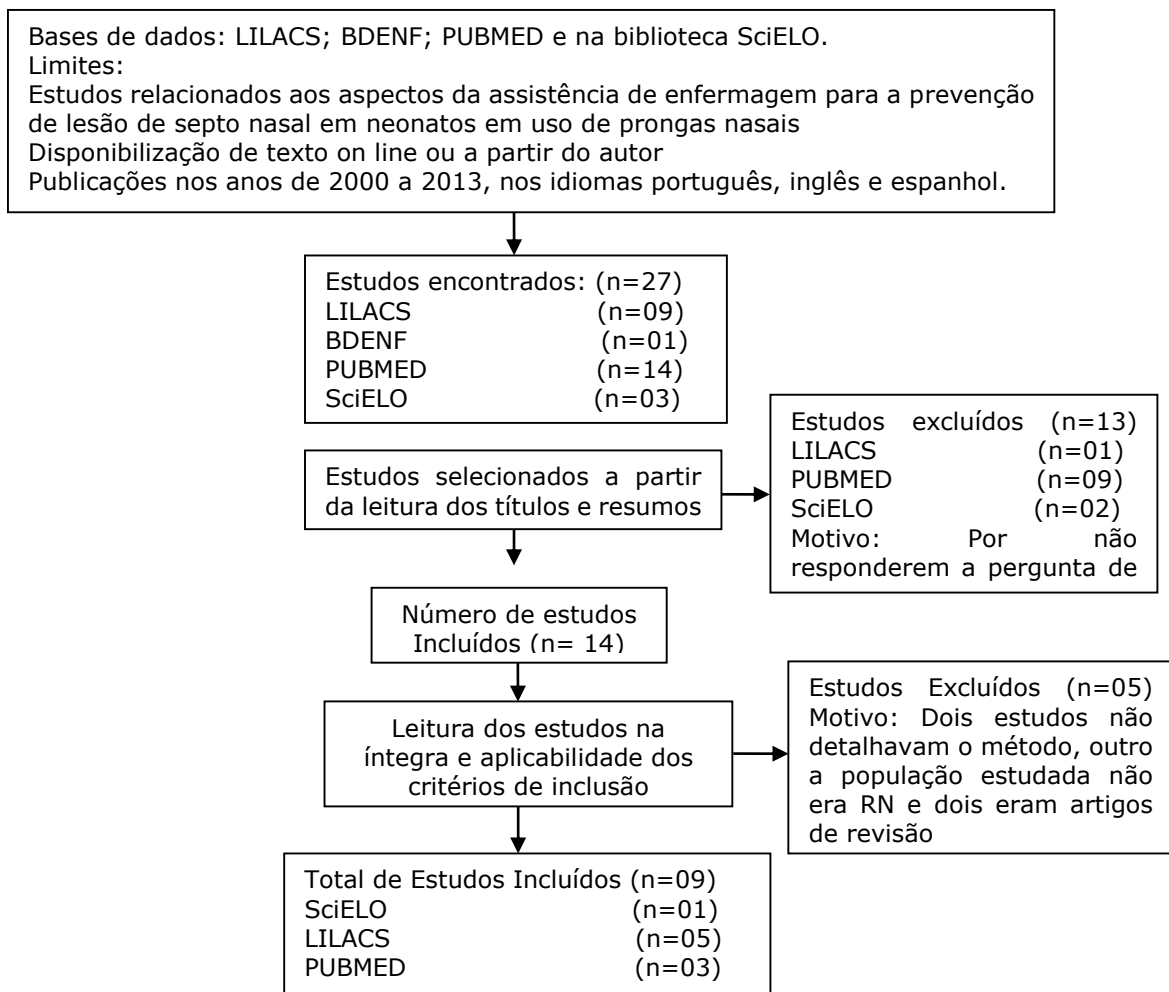 Bases de dados: LILACS; BDENF; PUBMED e na biblioteca SciELO.
Limites:
Estudos relacionados aos aspectos da assistência de enfermagem para a prevenção
de lesão de septo nasal em neonatos em uso de prongas nasais
Disponibilização de texto on line ou a partir do autor
Publicações nos anos de 2000 a 2013, nos idiomas português, inglês e espanhol.
Estudos encontrados: (n=27)
LILACS (n=09)
BDENF (n=01)
PUBMED (n=14)
SciELO (n=03)
Estudos selecionados a partir
da leitura dos títulos e resumos
Estudos excluídos (n=13)
LILACS (n=01)
PUBMED (n=09)
SciELO (n=02)
Motivo: Por não
responderem a pergunta de
Número de estudos
Incluídos (n= 14)
Leitura dos estudos na
íntegra e aplicabilidade dos
critérios de inclusão
Estudos Excluídos (n=05)
Motivo: Dois estudos não
detalhavam o método, outro
a população estudada não
era RN e dois eram artigos
de revisão
Total de Estudos Incluídos (n=09)
SciELO (n=01)
LILACS (n=05)
PUBMED (n=03)